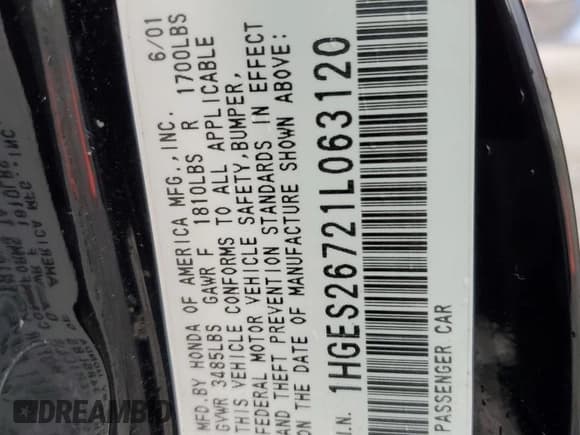 MFD.BY HONDA OF AMERICA MFG.,INC. 6/01
GVWR 3485LBS GAWR F 1810LBS R 1700LBS
THIS VEHICLE CONFORMS TO ALL APPLICABLE
FEDERAL MOTOR VEHICLE SAFETY,BUMPER,
AND THEFT PREVENTION STANDARDS IN EFFECT
ON THE DATE OF MANUFACTURE SHOWN ABOVE:
V.I.N. 1HGES26721L063120
PASSENGER CAR
DREAMBID